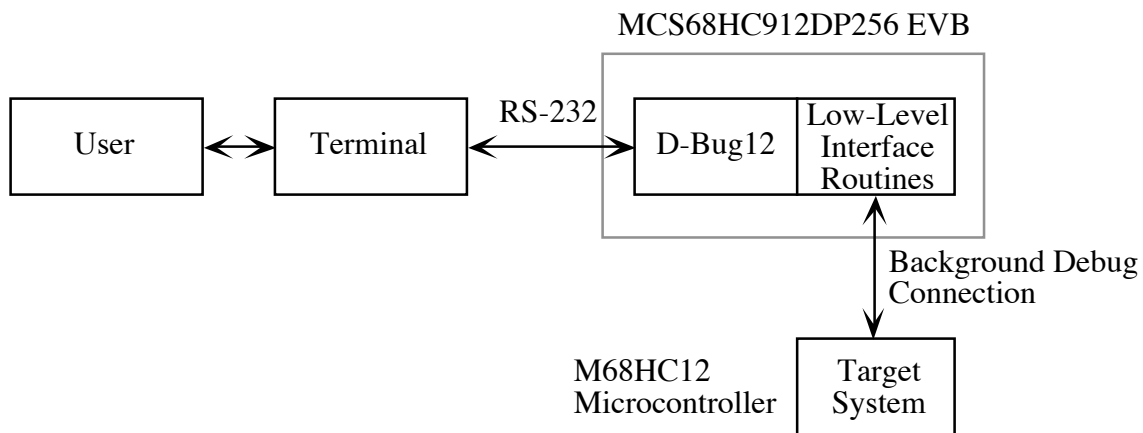 MCS68HC912DP256 EVB
User
Terminal
RS-232
D-Bug12
Low-Level
Interface
Routines
Background Debug
Connection
M68HC12
Microcontroller
Target
System